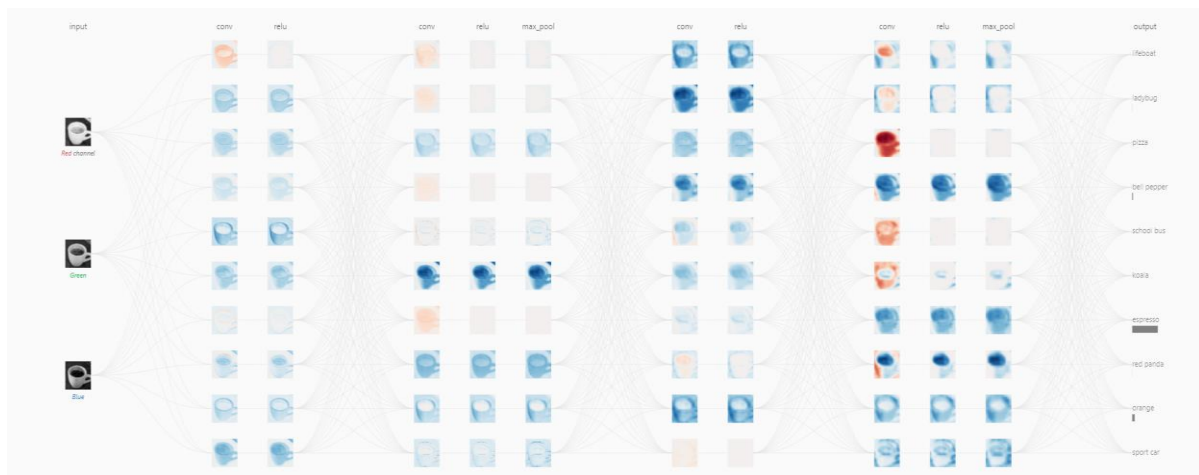 input
conv
relu
conv
relu
max_pool
conv
relu
conv
relu
max_pool
output
lifeboat
ladybug
Red channel
pizza
bell pepper
school bus
Green
koala
espresso
red panda
Blue
orange
sport car